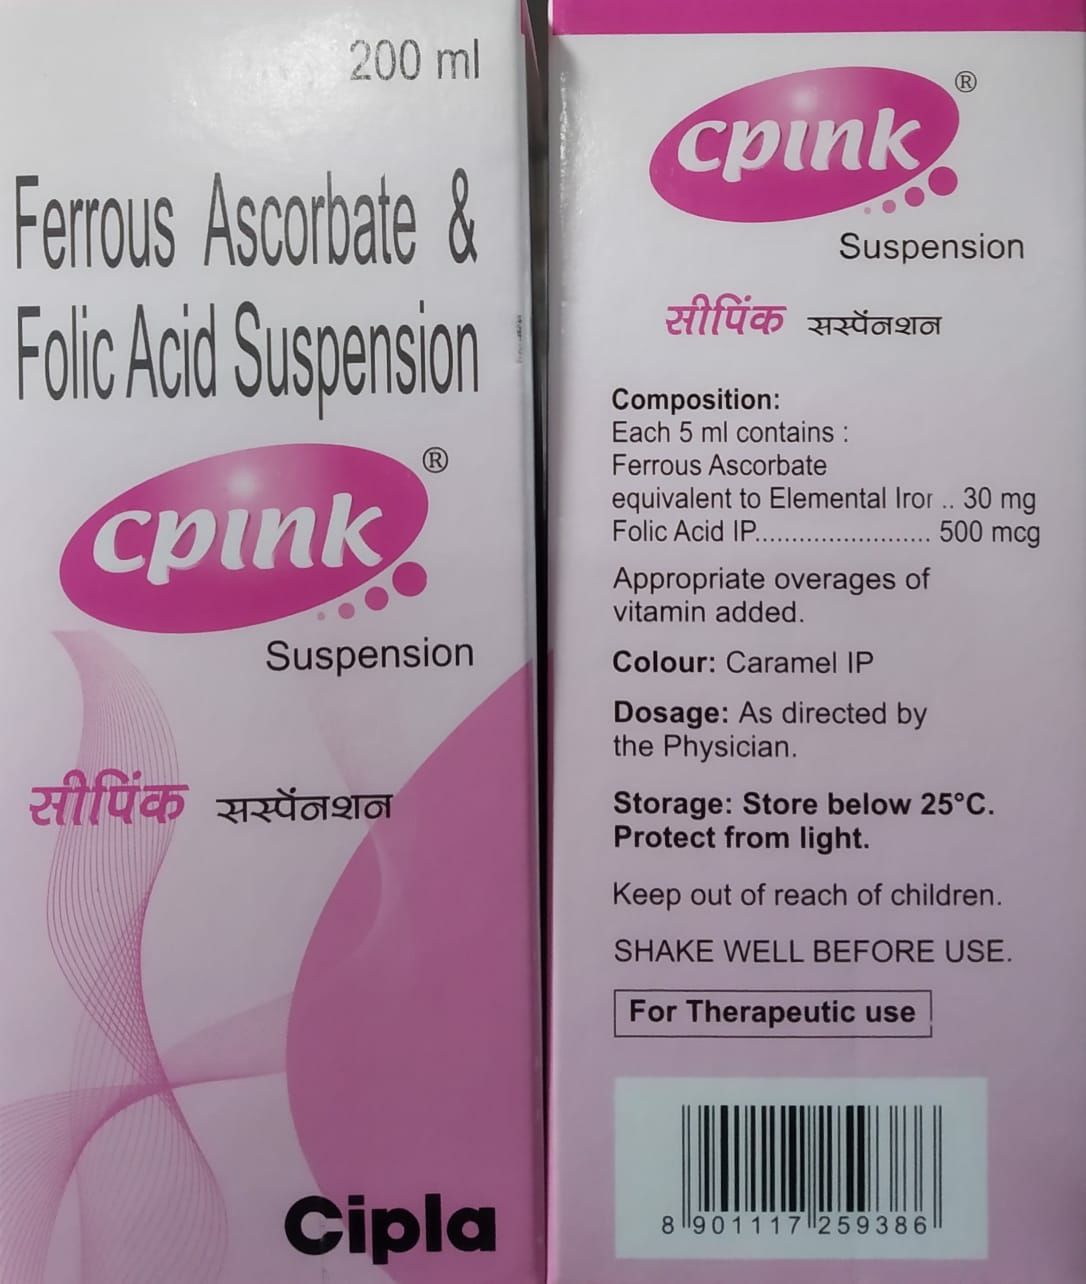 200 ml
Ferrous Ascorbate &
Folic Acid Suspension
cpink®
Suspension
सीपिंक सस्पेंनशन
Cipla
cpink®
Suspension
सीपिंक सस्पेंनशन
Composition:
Each 5 ml contains :
Ferrous Ascorbate
equivalent to Elemental Iron .. 30 mg
Folic Acid IP........................ 500 mcg
Appropriate overages of
vitamin added.
Colour: Caramel IP
Dosage: As directed by
the Physician.
Storage: Store below 25°C.
Protect from light.
Keep out of reach of children.
SHAKE WELL BEFORE USE.
For Therapeutic use
8 901117 259386